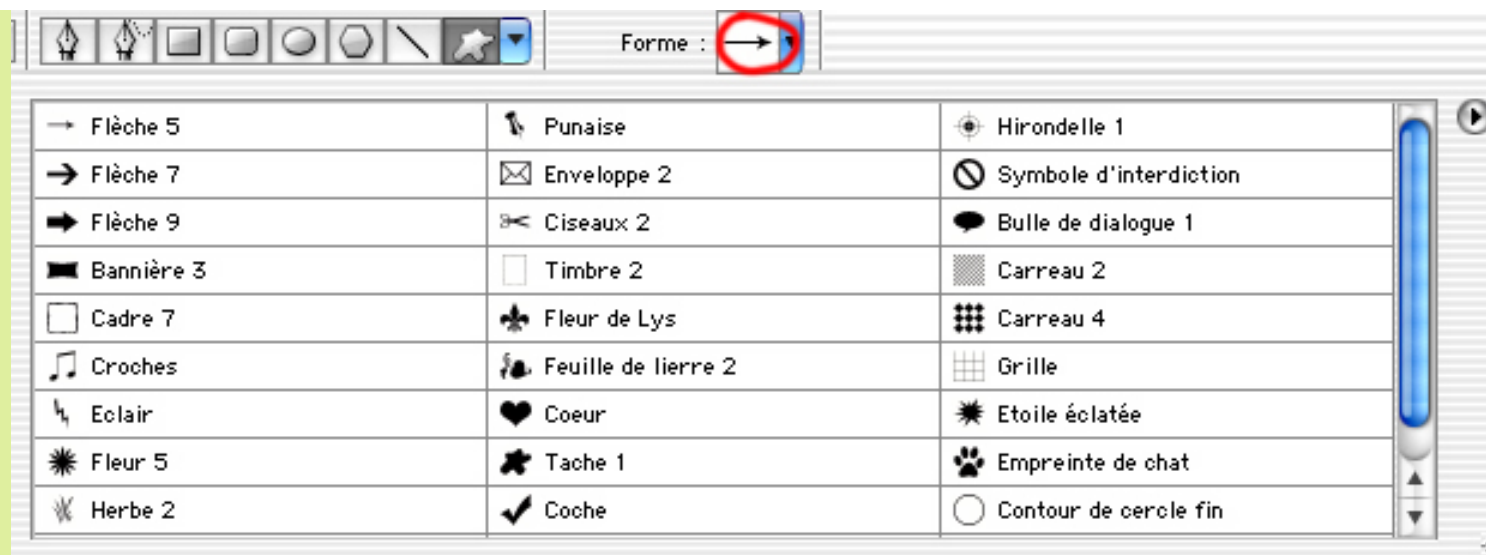 Forme :
Flèche 5
Punaise
Hirondelle 1
Flèche 7
Enveloppe 2
Symbole d'interdiction
Flèche 9
Ciseaux 2
Bulle de dialogue 1
Bannière 3
Timbre 2
Carreau 2
Cadre 7
Fleur de Lys
Carreau 4
Croches
Feuille de lierre 2
Grille
Eclair
Coeur
Etoile éclatée
Fleur 5
Tache 1
Empreinte de chat
Herbe 2
Coche
Contour de cercle fin